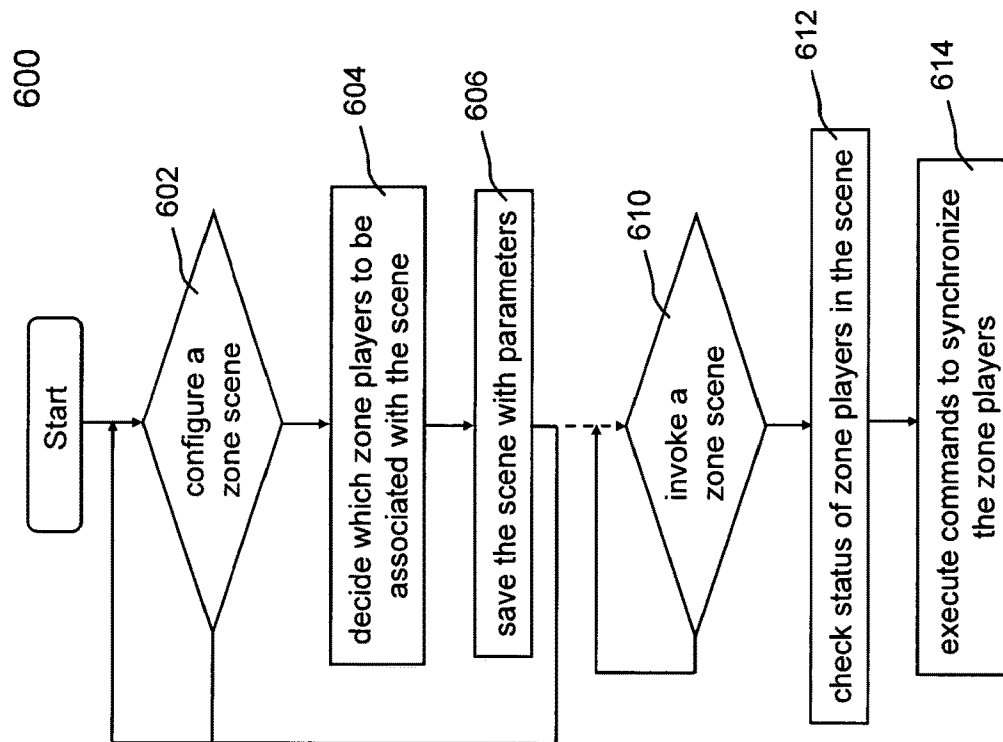 600
Start
602
configure a
zone scene
604
decide which zone players to be
associated with the scene
606
save the scene with parameters
610
invoke a
zone scene
612
check status of zone players in the scene
614
execute commands to synchronize
the zone players